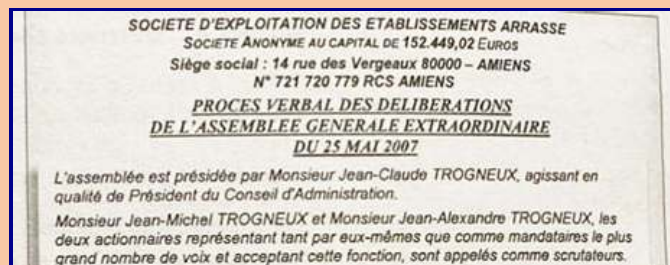 SOCIETE D'EXPLOITATION DES ETABLISSEMENTS ARRASSE
SOCIETE ANONYME AU CAPITAL DE 152.449,02 EUROS
Siège social : 14 rue des Vergeaux 80000 – AMIENS
N° 721 720 779 RCS AMIENS
PROCES VERBAL DES DELIBERATIONS
DE L'ASSEMBLEE GENERALE EXTRAORDINAIRE
DU 25 MAI 2007
L'assemblée est présidée par Monsieur Jean-Claude TROGNEUX, agissant en
qualité de Président du Conseil d'Administration.
Monsieur Jean-Michel TROGNEUX et Monsieur Jean-Alexandre TROGNEUX, les
deux actionnaires représentant tant par eux-mêmes que comme mandataires le plus
grand nombre de voix et acceptant cette fonction, sont appelés comme scrutateurs.